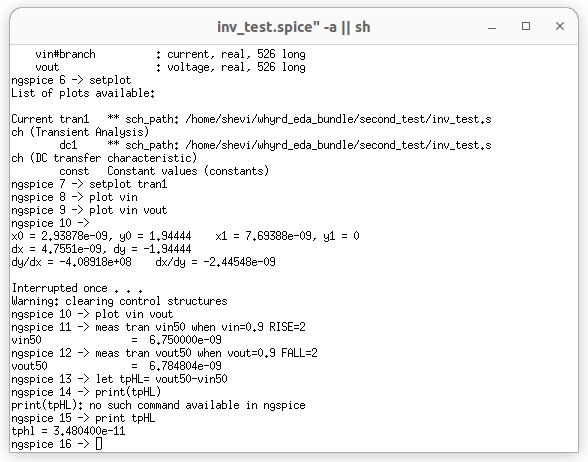 inv_test.spice" -a || sh
vin#branch : current, real, 526 long
vout : voltage, real, 526 long
ngspice 6 -> setplot
List of plots available:
Current tran1 ** sch_path: /home/shevi/whyrd_eda_bundle/second_test/inv_test.s
ch (Transient Analysis)
dc1 ** sch_path: /home/shevi/whyrd_eda_bundle/second_test/inv_test.s
ch (DC transfer characteristic)
const Constant values (constants)
ngspice 7 -> setplot tran1
ngspice 8 -> plot vin
ngspice 9 -> plot vin vout
ngspice 10 ->
x0 = 2.93878e-09, y0 = 1.94444 x1 = 7.69388e-09, y1 = 0
dx = 4.7551e-09, dy = -1.94444
dy/dx = -4.08918e+08 dx/dy = -2.44548e-09
Interrupted once . . .
Warning: clearing control structures
ngspice 10 -> plot vin vout
ngspice 11 -> meas tran vin50 when vin=0.9 RISE=2
vin50 = 6.750000e-09
ngspice 12 -> meas tran vout50 when vout=0.9 FALL=2
vout50 = 6.784804e-09
ngspice 13 -> let tpHL= vout50-vin50
ngspice 14 -> print(tpHL)
print(tpHL): no such command available in ngspice
ngspice 15 -> print tpHL
tphl = 3.480400e-11
ngspice 16 ->